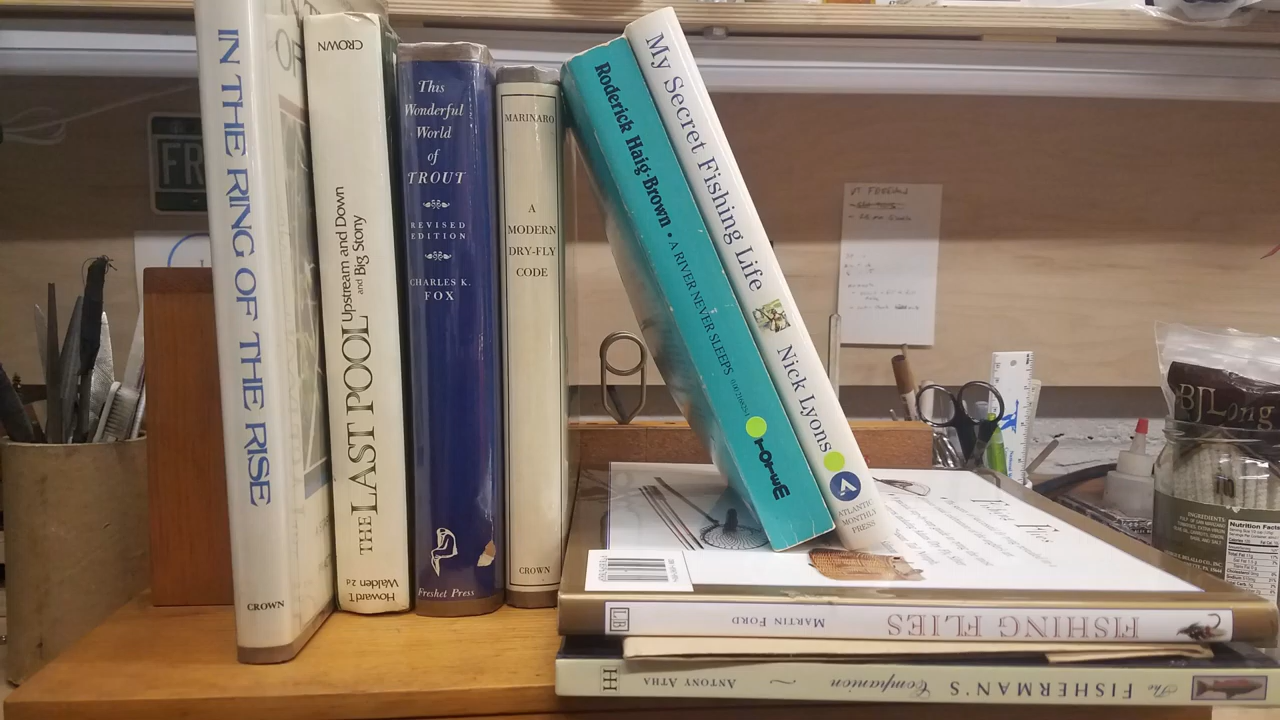 IN THE RING OF THE RISE
CROWN
CROWN
THE LAST POOL Upstream and Down
and Big Stony
Howard T.
Walden 2d
This
Wonderful
World
of
TROUT
REVISED
EDITION
CHARLES K.
FOX
Freshet Press
MARINARO
A
MODERN
DRY-FLY
CODE
CROWN
Roderick Haig-Brown • A RIVER NEVER SLEEPS
My Secret Fishing Life
Nick Lyons
ATLANTIC
MONTHLY
PRESS
FISHING FLIES
MARTIN FORD
LB
The FISHERMAN'S Companion
ANTONY ATHA
FR
BJLong
INGREDIENTS
Nutrition Facts